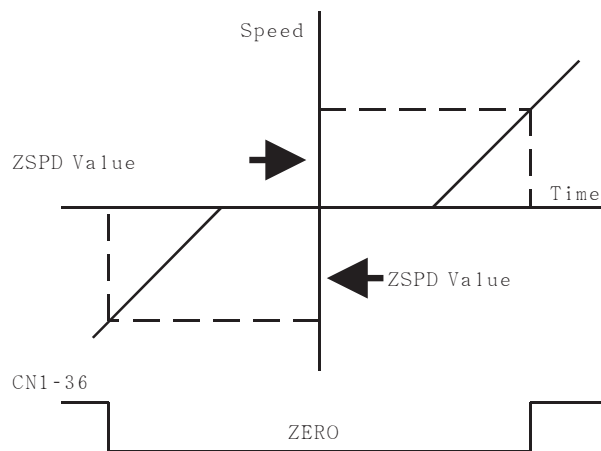 Speed
ZSPD Value
Time
ZSPD Value
CN1-36
ZERO